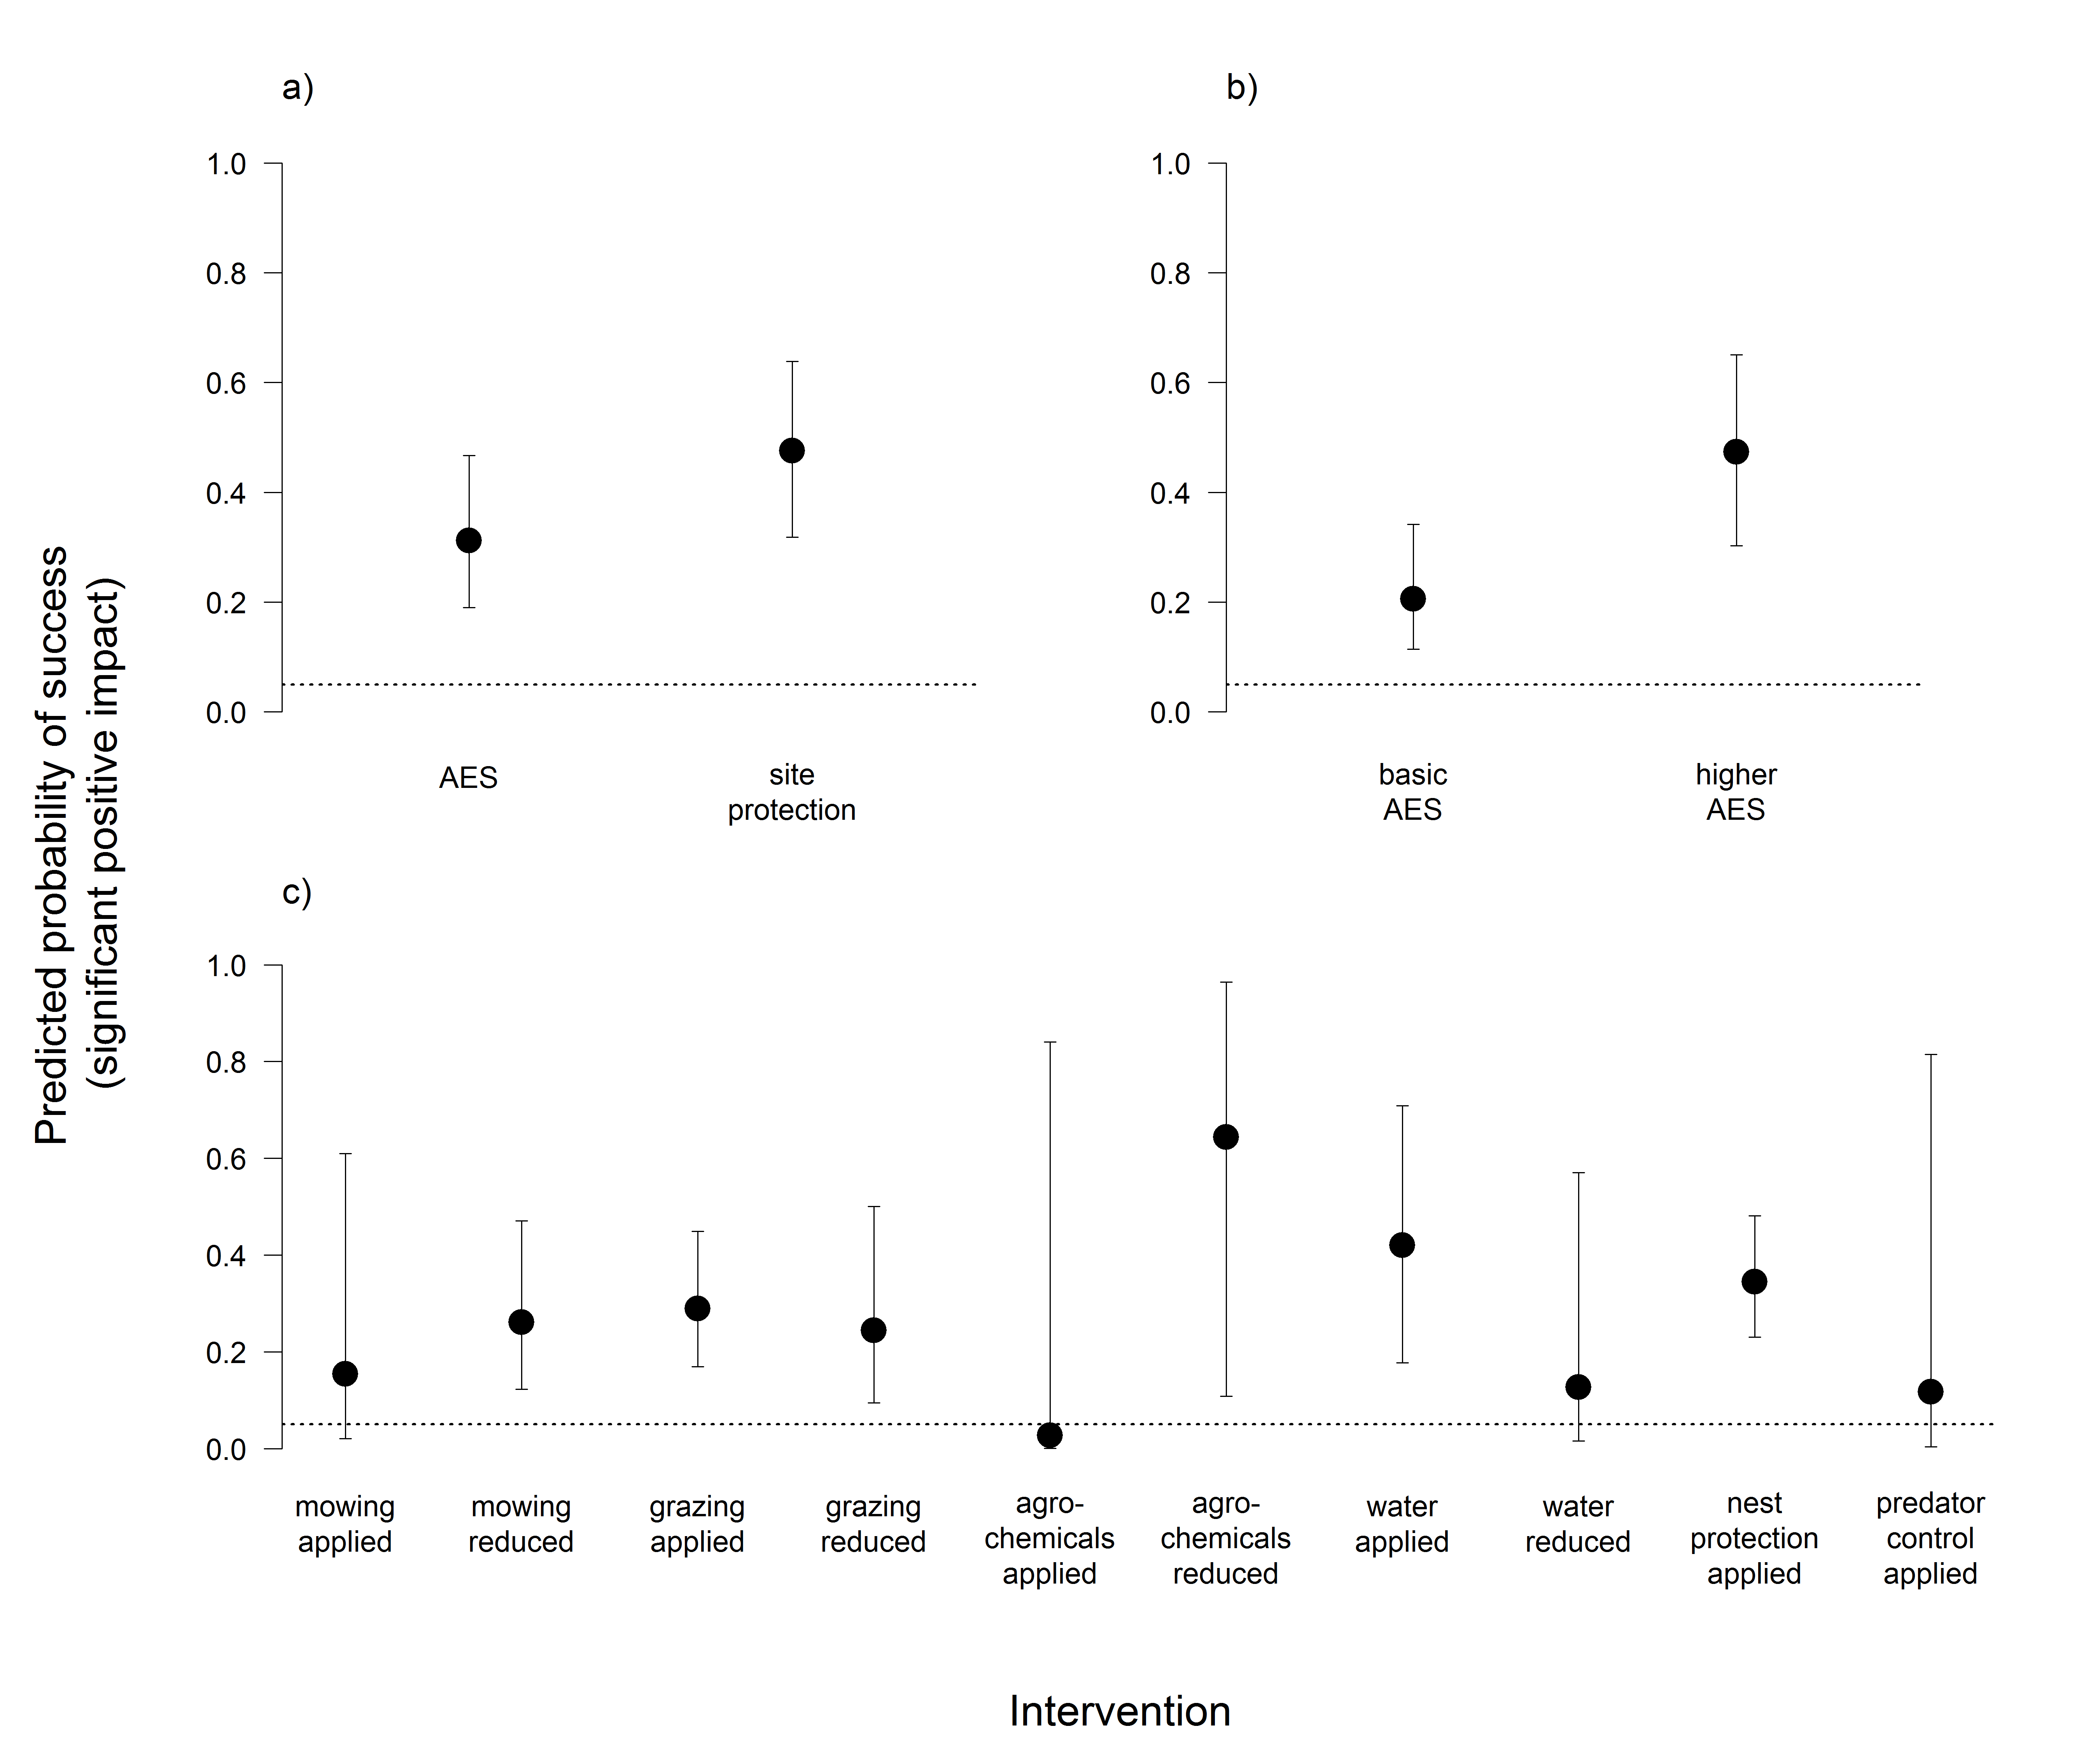 a)
b)
1.0
0.8
0.6
0.4
0.2
0.0
AES
site
protection
1.0
0.8
0.6
0.4
0.2
0.0
basic
AES
higher
AES
Predicted probability of success
(significant positive impact)
c)
1.0
0.8
0.6
0.4
0.2
0.0
mowing
applied
mowing
reduced
grazing
applied
grazing
reduced
agro-
chemicals
applied
agro-
chemicals
reduced
water
applied
water
reduced
nest
protection
applied
predator
control
applied
Intervention